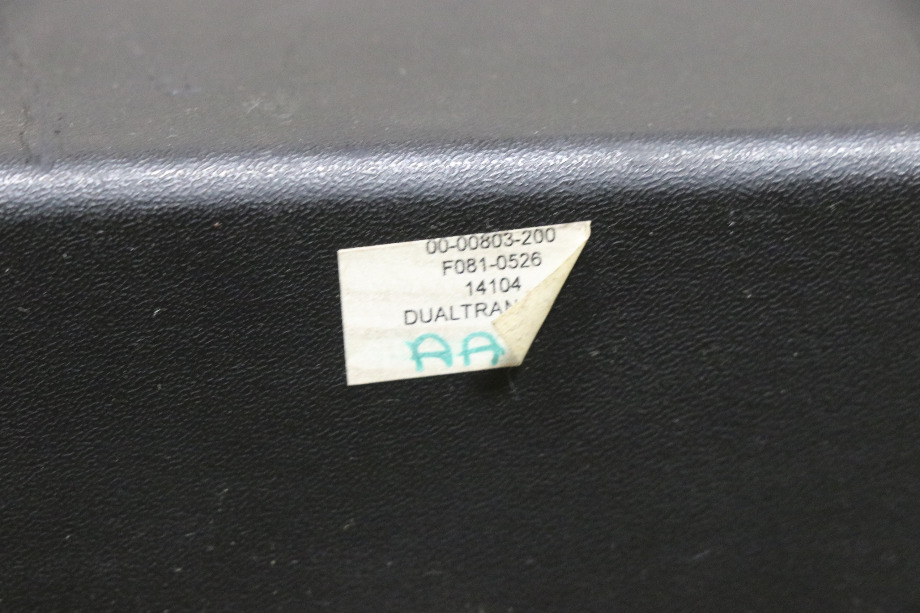 00-00803-200
F081-0526
14104
DUALTRAN
AA